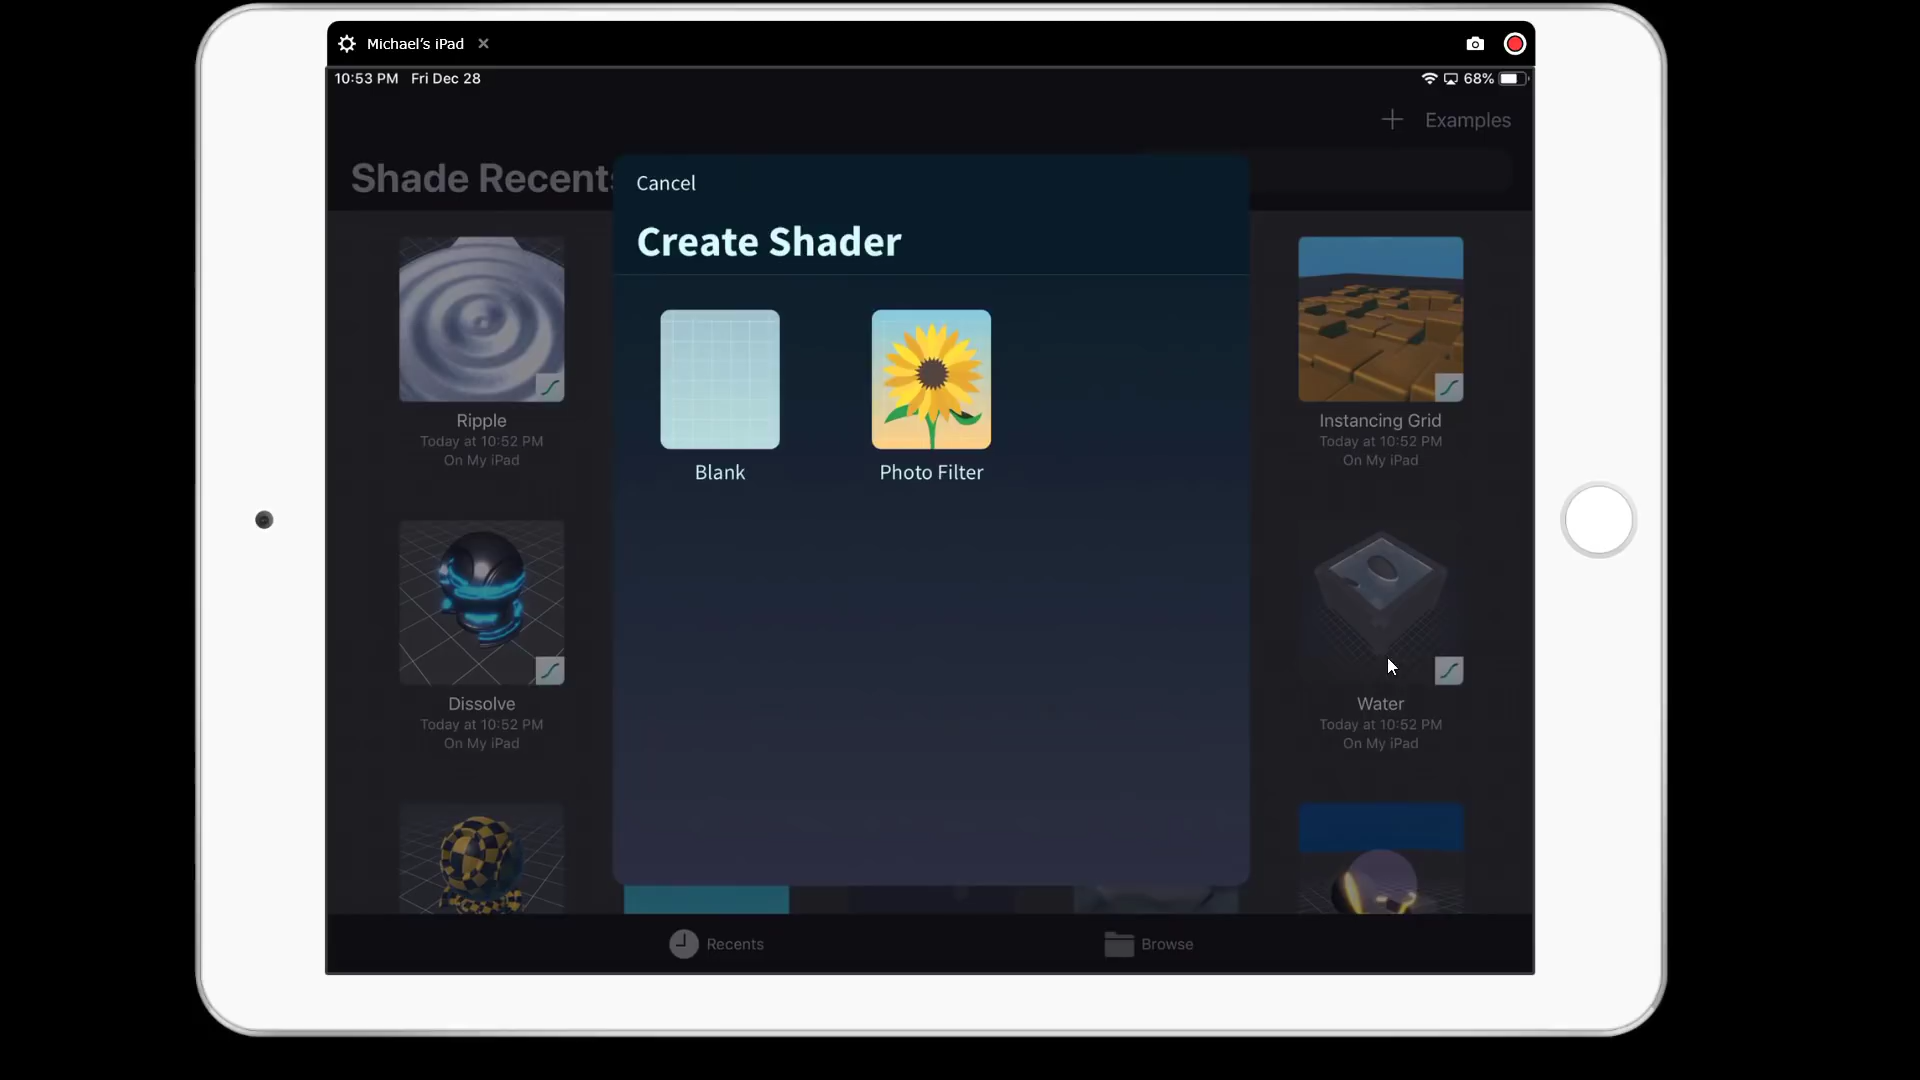 Michael’s iPad
10:53 PM Fri Dec 28
68%
Examples
Shade Recents
Cancel
Create Shader
Blank
Photo Filter
Ripple
Today at 10:52 PM
On My iPad
Instancing Grid
Today at 10:52 PM
On My iPad
Dissolve
Today at 10:52 PM
On My iPad
Water
Today at 10:52 PM
On My iPad
Recents
Browse